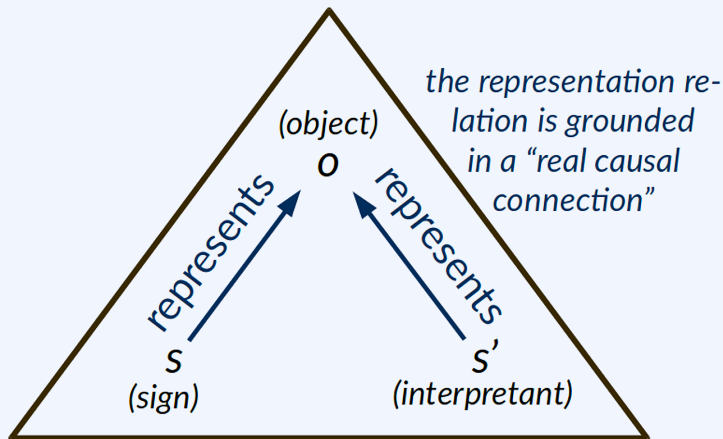 the representation re-
lation is grounded
in a “real causal
connection”
(object)
o
represents
represents
s
s’
(sign)
(interpretant)